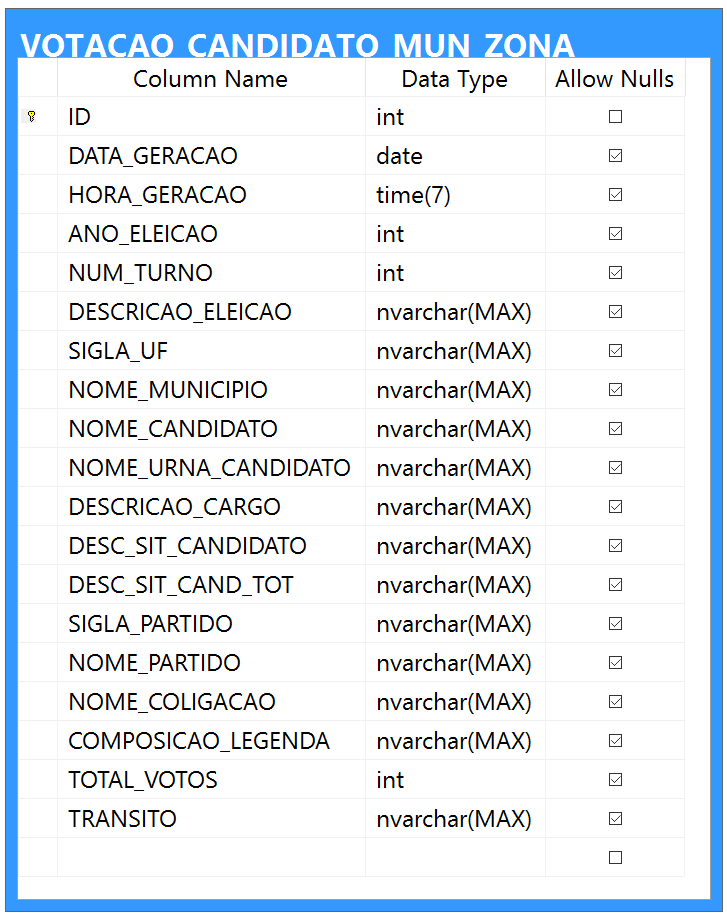 VOTACAO_CANDIDATO_MUN_ZONA
Column Name Data Type Allow Nulls
ID int
DATA_GERACAO date
HORA_GERACAO time(7)
ANO_ELEICAO int
NUM_TURNO int
DESCRICAO_ELEICAO nvarchar(MAX)
SIGLA_UF nvarchar(MAX)
NOME_MUNICIPIO nvarchar(MAX)
NOME_CANDIDATO nvarchar(MAX)
NOME_URNA_CANDIDATO nvarchar(MAX)
DESCRICAO_CARGO nvarchar(MAX)
DESC_SIT_CANDIDATO nvarchar(MAX)
DESC_SIT_CAND_TOT nvarchar(MAX)
SIGLA_PARTIDO nvarchar(MAX)
NOME_PARTIDO nvarchar(MAX)
NOME_COLIGACAO nvarchar(MAX)
COMPOSICAO_LEGENDA nvarchar(MAX)
TOTAL_VOTOS int
TRANSITO nvarchar(MAX)